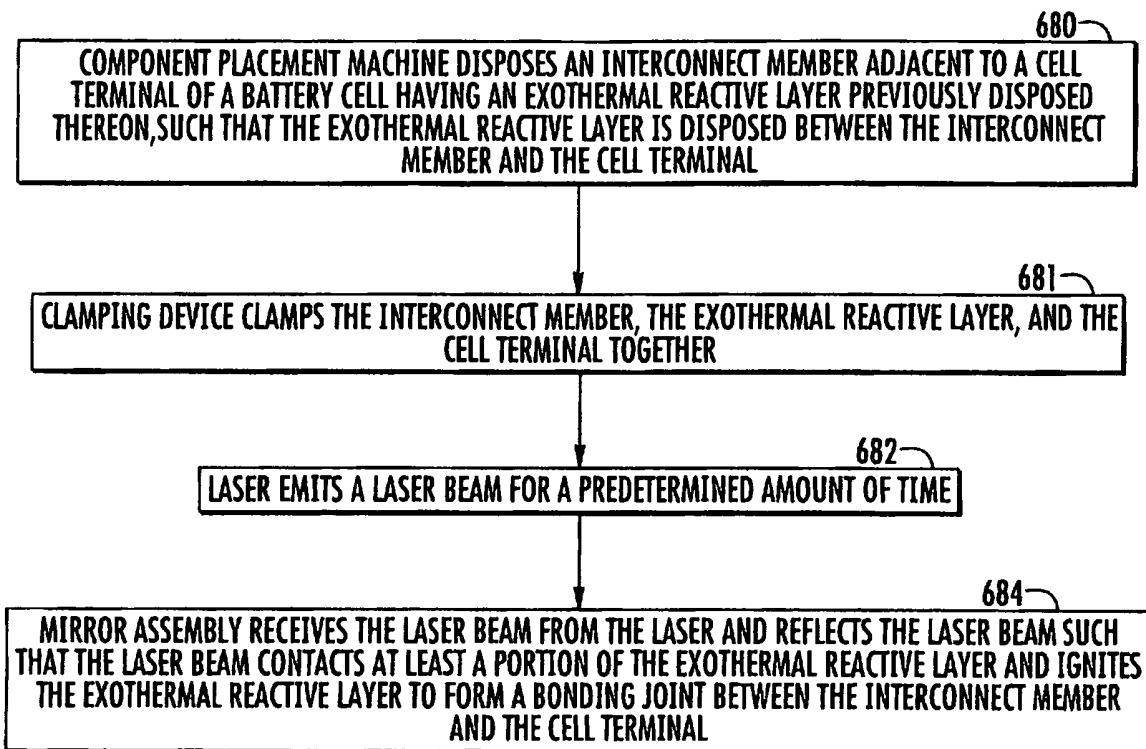 680
COMPONENT PLACEMENT MACHINE DISPOSES AN INTERCONNECT MEMBER ADJACENT TO A CELL
TERMINAL OF A BATTERY CELL HAVING AN EXOTHERMAL REACTIVE LAYER PREVIOUSLY DISPOSED
THEREON,SUCH THAT THE EXOTHERMAL REACTIVE LAYER IS DISPOSED BETWEEN THE INTERCONNECT
MEMBER AND THE CELL TERMINAL
681
CLAMPING DEVICE CLAMPS THE INTERCONNECT MEMBER, THE EXOTHERMAL REACTIVE LAYER, AND THE
CELL TERMINAL TOGETHER
682
LASER EMITS A LASER BEAM FOR A PREDETERMINED AMOUNT OF TIME
684
MIRROR ASSEMBLY RECEIVES THE LASER BEAM FROM THE LASER AND REFLECTS THE LASER BEAM SUCH
THAT THE LASER BEAM CONTACTS AT LEAST A PORTION OF THE EXOTHERMAL REACTIVE LAYER AND IGNITES
THE EXOTHERMAL REACTIVE LAYER TO FORM A BONDING JOINT BETWEEN THE INTERCONNECT MEMBER
AND THE CELL TERMINAL